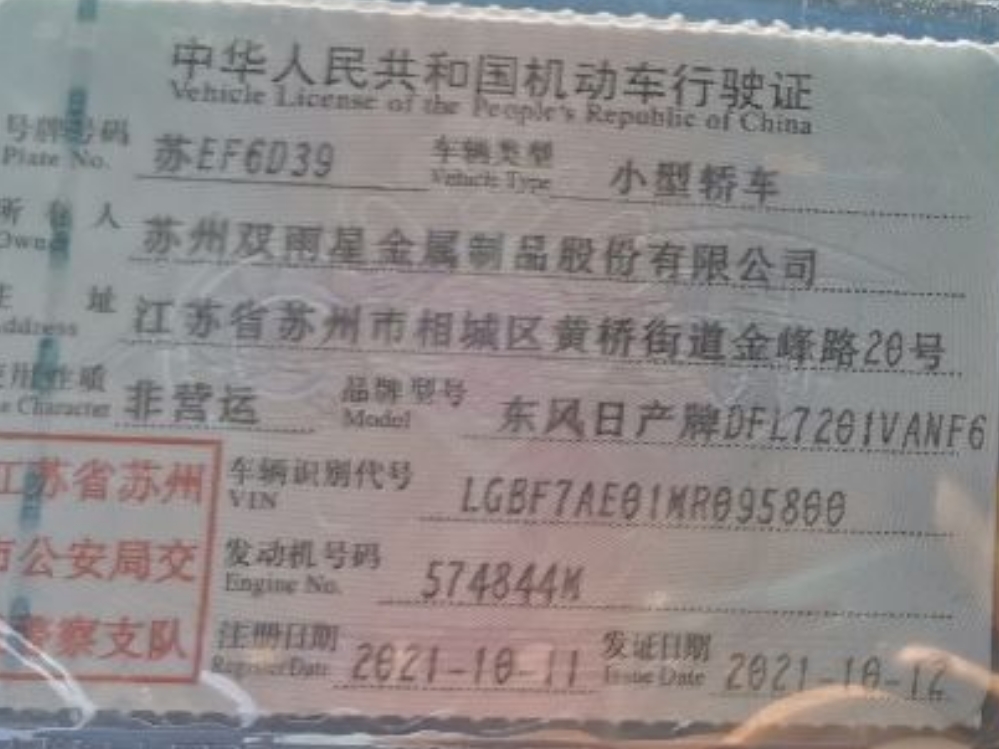 中华人民共和国机动车行驶证
Vehicle License of the People's Republic of China
号牌号码 苏EF6D39 车辆类型 小型轿车
Plate No. Vehicle Type
所有人 苏州双雨星金属制品股份有限公司
Owner
住址 江苏省苏州市相城区黄桥街道金峰路20号
Address
使用性质 非营运 品牌型号 东风日产牌DFL7201VANF6
Use Character Model
江苏省苏州 车辆识别代号 LGBF7AE01MR095800
VIN
市公安局交 发动机号码 574844M
Engine No.
警察支队 注册日期 2021-10-11 发证日期 2021-10-12
Register Date Issue Date